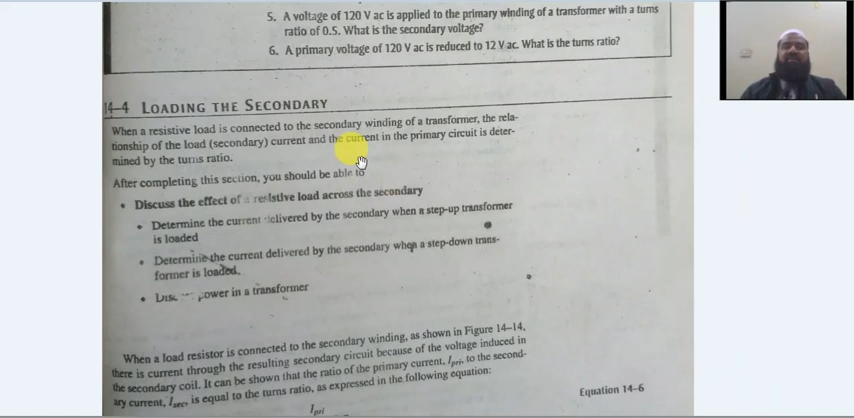 5. A voltage of 120 V ac is applied to the primary winding of a transformer with a turns
ratio of 0.5. What is the secondary voltage?
6. A primary voltage of 120 V ac is reduced to 12 V ac. What is the turns ratio?
14–4 LOADING THE SECONDARY
When a resistive load is connected to the secondary winding of a transformer, the rela-
tionship of the load (secondary) current and the current in the primary circuit is deter-
mined by the turns ratio.
After completing this section, you should be able to
• Discuss the effect of a resistive load across the secondary
• Determine the current delivered by the secondary when a step-up transformer
is loaded
• Determine the current delivered by the secondary when a step-down trans-
former is loaded.
• power in a transformer
When a load resistor is connected to the secondary winding, as shown in Figure 14–14,
there is current through the resulting secondary circuit because of the voltage induced in
the secondary coil. It can be shown that the ratio of the primary current, Ipri, to the second-
ary current, Isec, is equal to the turns ratio, as expressed in the following equation:
Equation 14–6
Ipri